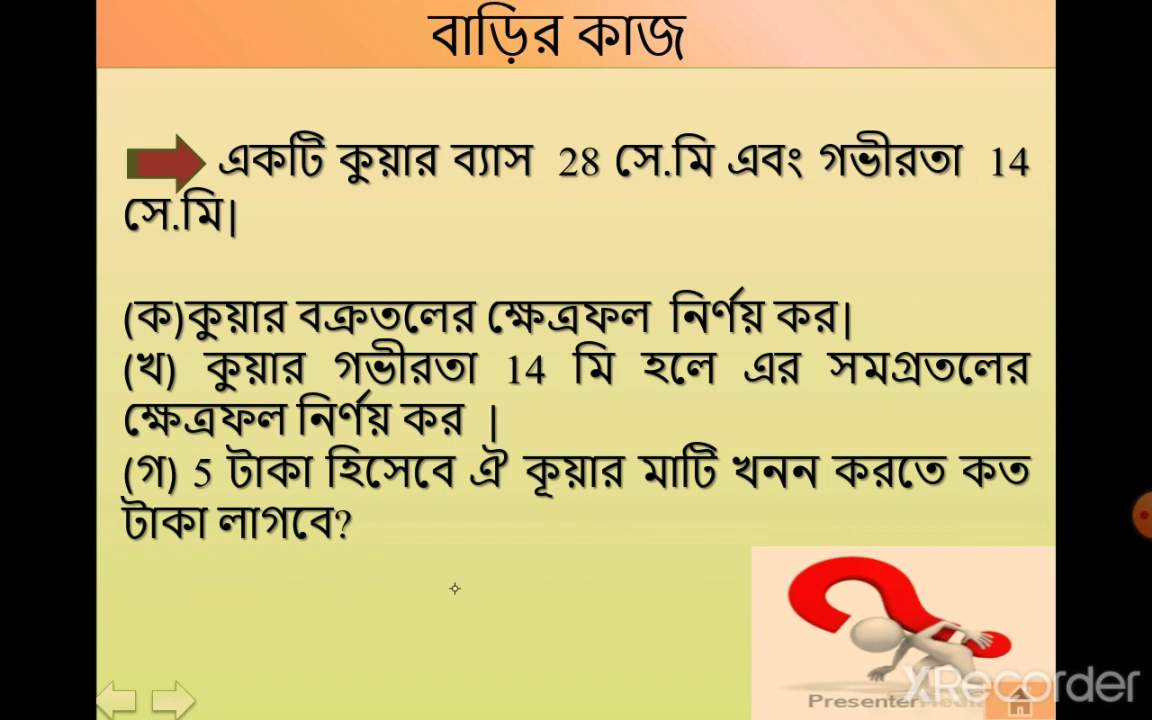 বাড়ির কাজ
একটি কুয়ার ব্যাস 28 সে.মি এবং গভীরতা 14
সে.মি|
(ক)কুয়ার বক্রতলের ক্ষেত্রফল নির্ণয় কর|
(খ) কুয়ার গভীরতা 14 মি হলে এর সমগ্রতলের
ক্ষেত্রফল নির্ণয় কর |
(গ) 5 টাকা হিসেবে ঐ কূয়ার মাটি খনন করতে কত
টাকা লাগবে?
XRecorder
PresenterMedia